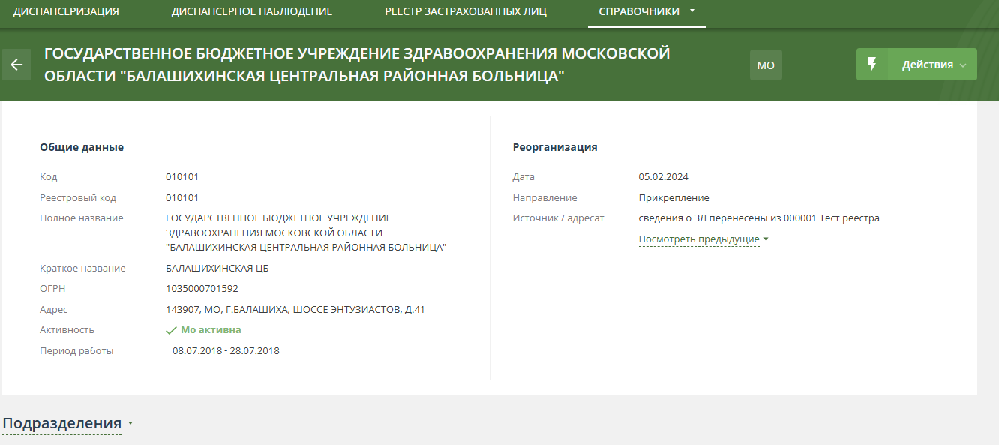 ДИСПАНСЕРИЗАЦИЯ ДИСПАНСЕРНОЕ НАБЛЮДЕНИЕ РЕЕСТР ЗАСТРАХОВАННЫХ ЛИЦ СПРАВОЧНИКИ
ГОСУДАРСТВЕННОЕ БЮДЖЕТНОЕ УЧРЕЖДЕНИЕ ЗДРАВООХРАНЕНИЯ МОСКОВСКОЙ
ОБЛАСТИ "БАЛАШИХИНСКАЯ ЦЕНТРАЛЬНАЯ РАЙОННАЯ БОЛЬНИЦА"
МО
Действия
Общие данные
Код 010101
Реестровый код 010101
Полное название ГОСУДАРСТВЕННОЕ БЮДЖЕТНОЕ УЧРЕЖДЕНИЕ
ЗДРАВООХРАНЕНИЯ МОСКОВСКОЙ ОБЛАСТИ
"БАЛАШИХИНСКАЯ ЦЕНТРАЛЬНАЯ РАЙОННАЯ БОЛЬНИЦА"
Краткое название БАЛАШИХИНСКАЯ ЦБ
ОГРН 1035000701592
Адрес 143907, МО, Г.БАЛАШИХА, ШОССЕ ЭНТУЗИАСТОВ, Д.41
Активность Мо активна
Период работы 08.07.2018 - 28.07.2018
Реорганизация
Дата 05.02.2024
Направление Прикрепление
Источник / адресат сведения о ЗЛ перенесены из 000001 Тест реестра
Посмотреть предыдущие
Подразделения